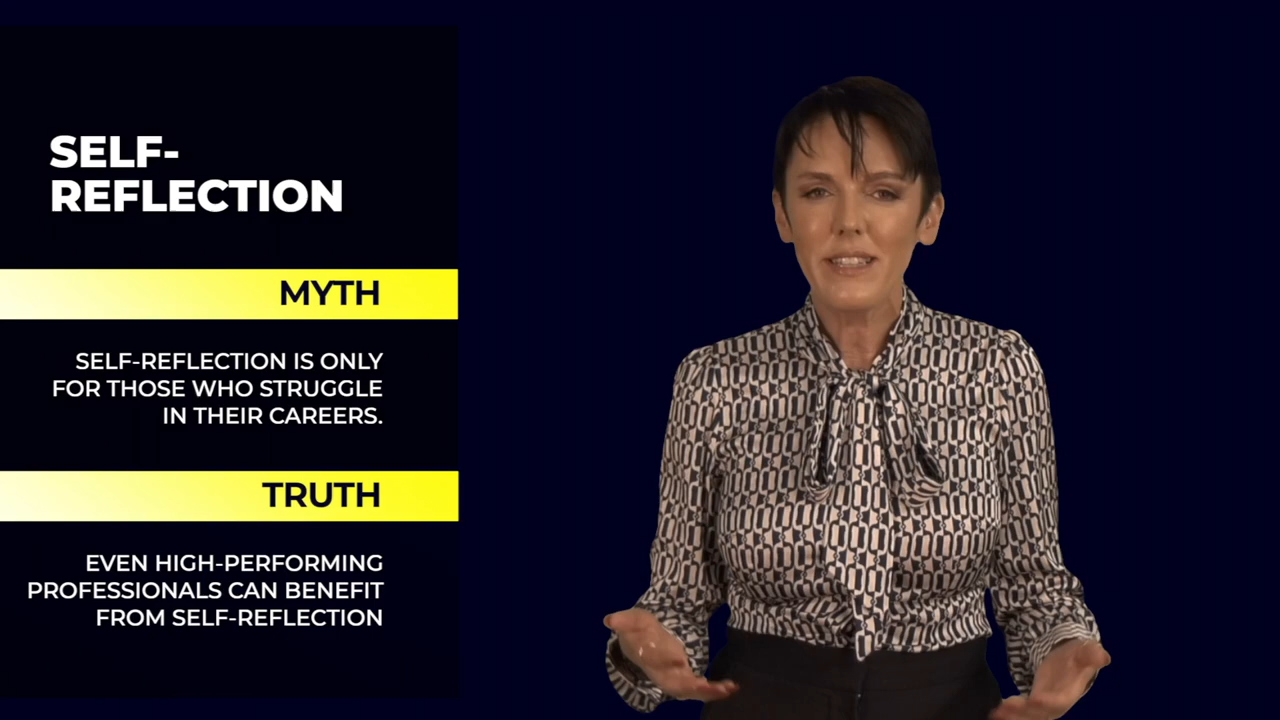 SELF-
REFLECTION
MYTH
SELF-REFLECTION IS ONLY
FOR THOSE WHO STRUGGLE
IN THEIR CAREERS.
TRUTH
EVEN HIGH-PERFORMING
PROFESSIONALS CAN BENEFIT
FROM SELF-REFLECTION